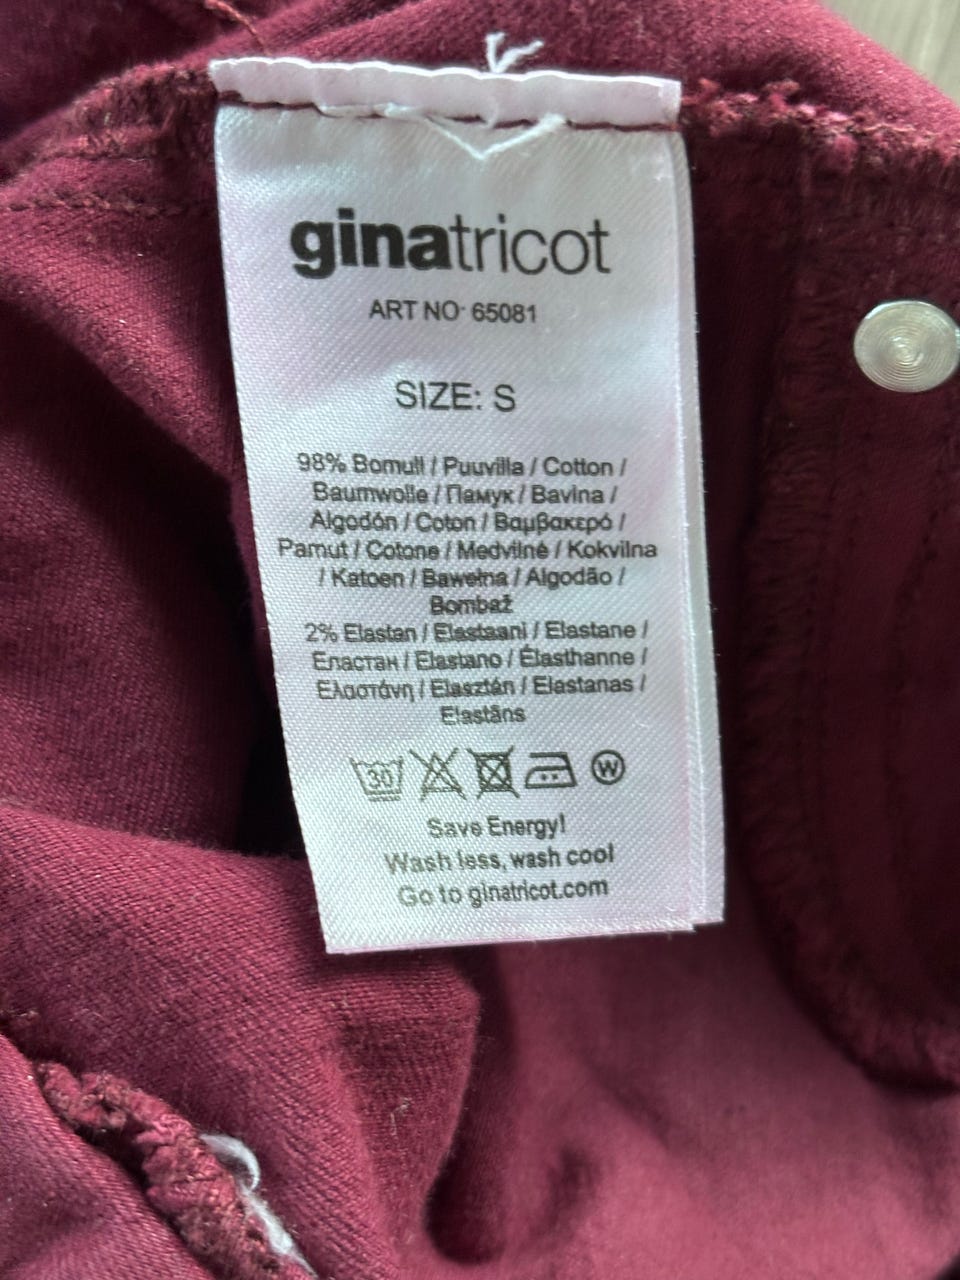 ginatricot
ART NO 65081
SIZE: S
98% Bomull / Puuvilla / Cotton /
Baumwolle / Памук / Bavlna /
Algodón / Coton / Βαμβακερό /
Pamut / Cotone / Medvilnė / Kokvilna
/ Katoen / Bawełna / Algodão /
Bombaž
2% Elastan / Elastaani / Elastane /
Еластан / Elastano / Élasthanne /
Ελαστάνη / Elasztán / Elastanas /
Elastāns
30 W
Save Energy!
Wash less, wash cool
Go to ginatricot.com